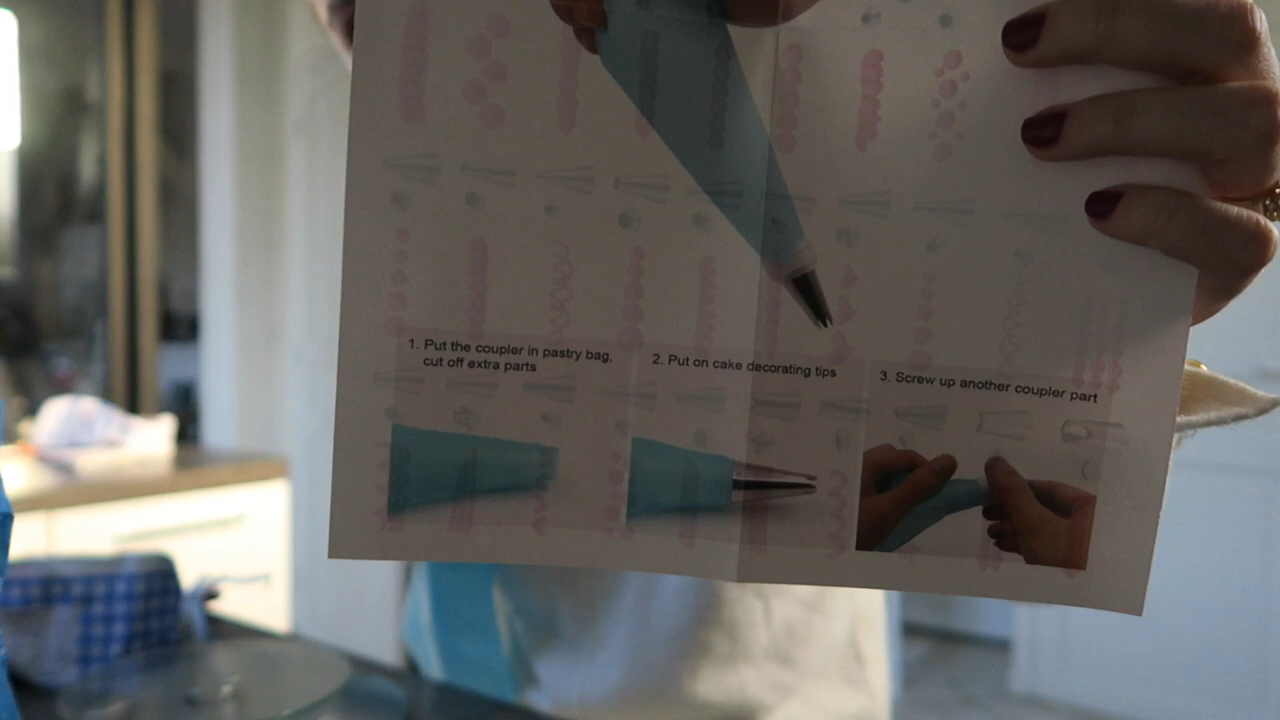 1. Put the coupler in pastry bag,
cut off extra parts
2. Put on cake decorating tips
3. Screw up another coupler part